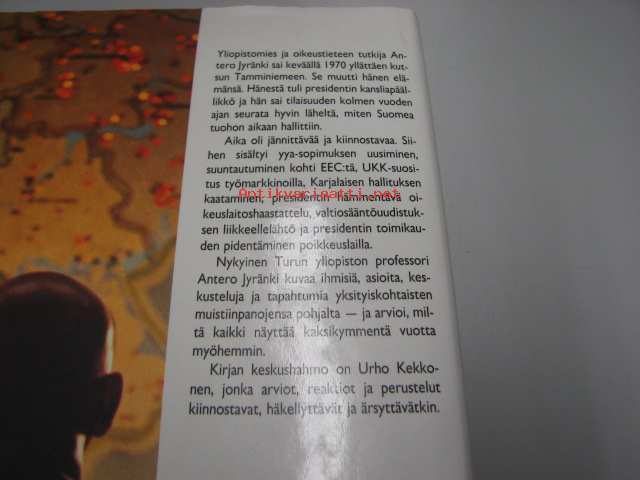 Yliopistomies ja oikeustieteen tutkija An-
tero Jyränki sai keväällä 1970 yllättäen kut-
sun Tamminiemeen. Se muutti hänen elä-
mänsä. Hänestä tuli presidentin kansliapääl-
likkö ja hän sai tilaisuuden kolmen vuoden
ajan seurata hyvin läheltä, miten Suomea
tuohon aikaan hallittiin.
Aika oli jännittävää ja kiinnostavaa. Sii-
hen sisältyi yya-sopimuksen uusiminen,
suuntautuminen kohti EEC:tä, UKK-suosi-
tus työmarkkinoilla, Karjalaisen hallituksen
kaataminen, presidentin hämmentävä oi-
Antikvariaatti.net
keuslaitoshaastattelu, valtiosääntöuudistuk-
sen liikkeellelähtö ja presidentin toimikau-
den pidentäminen poikkeuslailla.
Nykyinen Turun yliopiston professori
Antero Jyränki kuvaa ihmisiä, asioita, kes-
kusteluja ja tapahtumia yksityiskohtaisten
muistiinpanojensa pohjalta — ja arvioi, mil-
tä kaikki näyttää kaksikymmentä vuotta
myöhemmin.
Kirjan keskushahmo on Urho Kekko-
nen, jonka arviot, reaktiot ja perustelut
kiinnostavat, häkellyttävät ja ärsyttävätkin.